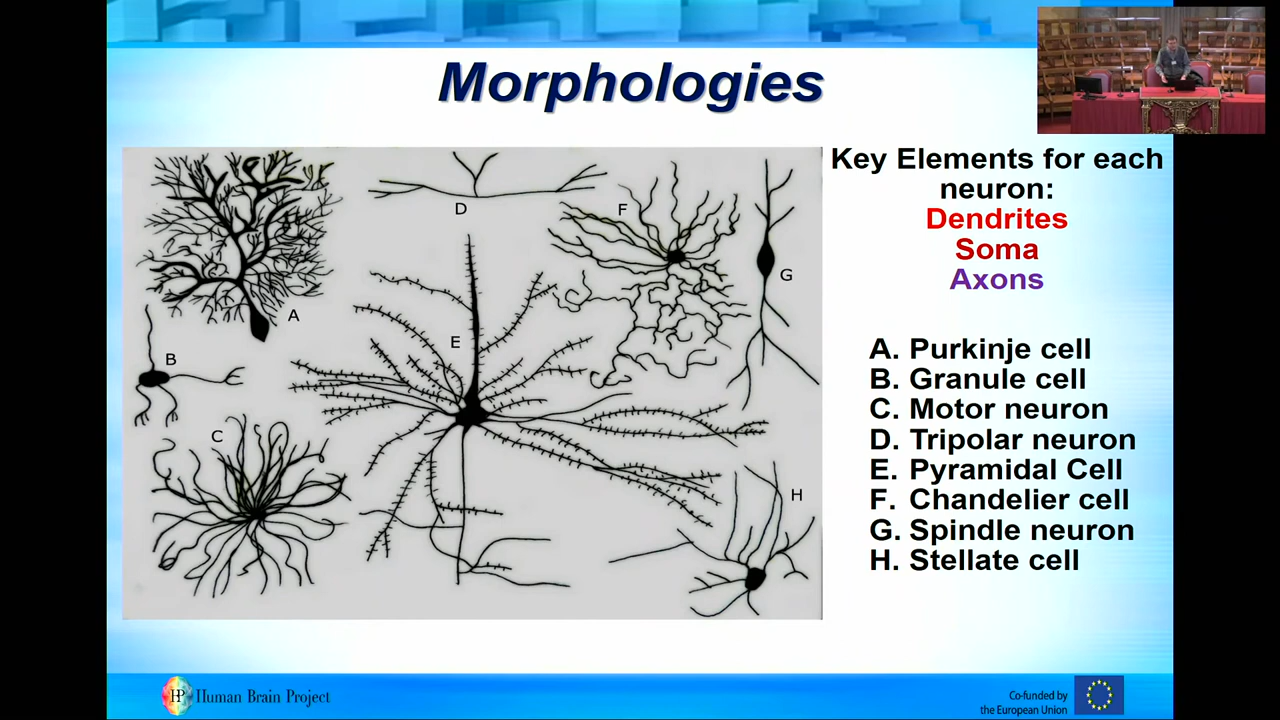 Morphologies
Key Elements for each
neuron:
Dendrites
Soma
Axons
A. Purkinje cell
B. Granule cell
C. Motor neuron
D. Tripolar neuron
E. Pyramidal Cell
F. Chandelier cell
G. Spindle neuron
H. Stellate cell
A
B
C
D
E
F
G
H
HP Human Brain Project
Co-funded by
the European Union